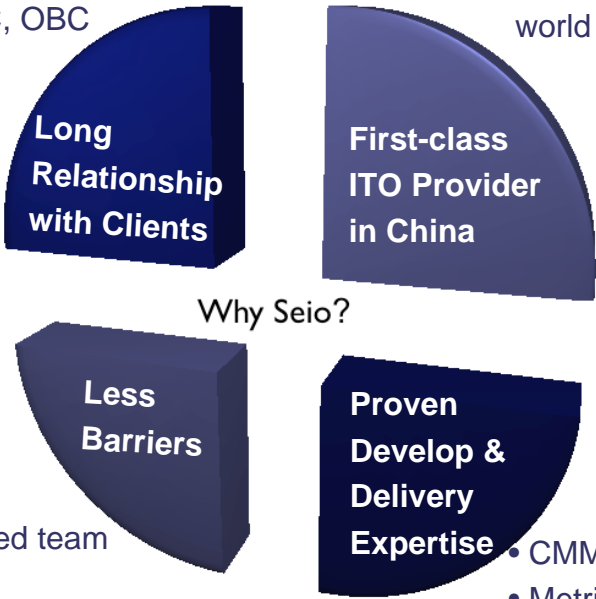 OBC
world
Long
Relationship
with Clients
First-class
ITO Provider
in China
Why Seio?
Less
Barriers
Proven
Develop &
Delivery
Expertise
team
• CMM